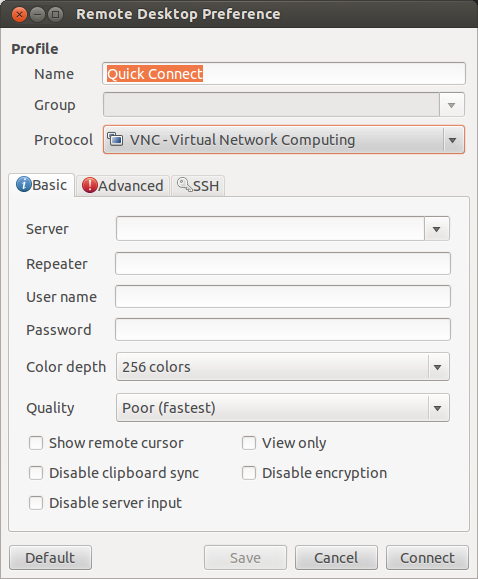 Remote Desktop Preference
Profile
Name Quick Connect
Group
Protocol VNC - Virtual Network Computing
Basic Advanced SSH
Server
Repeater
User name
Password
Color depth 256 colors
Quality Poor (fastest)
Show remote cursor View only
Disable clipboard sync Disable encryption
Disable server input
Default Save Cancel Connect